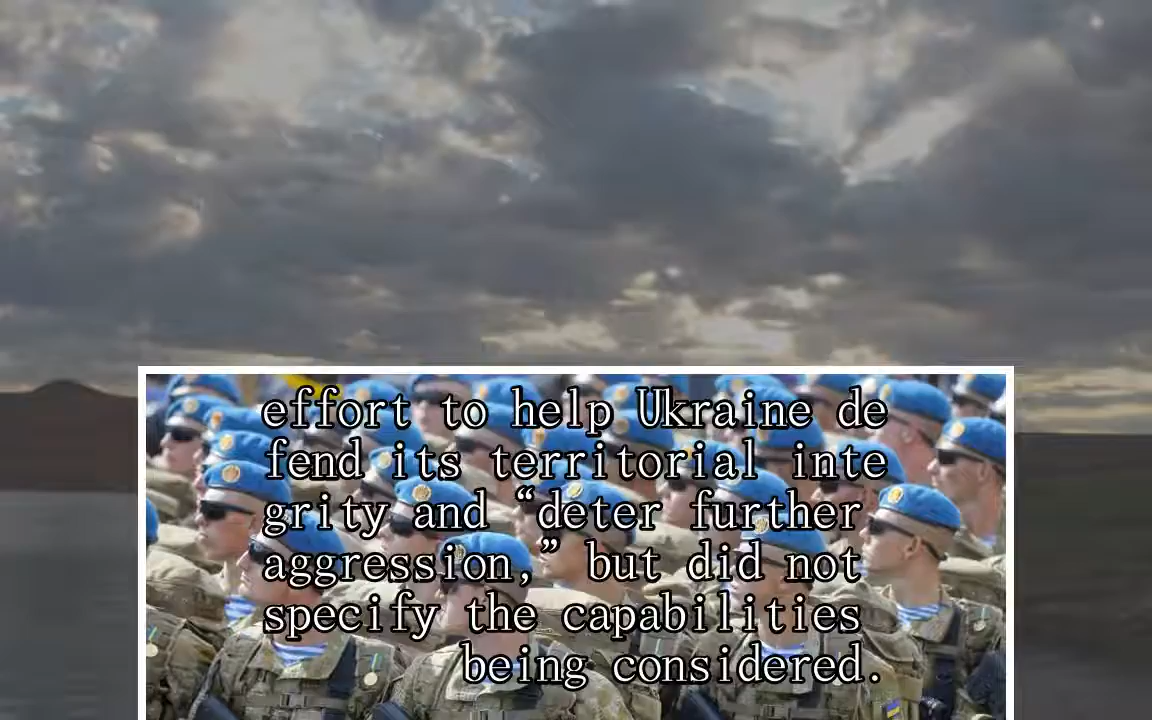 effort to help Ukraine de
fend its territorial inte
grity and “deter further
aggression,” but did not
specify the capabilities
being considered.